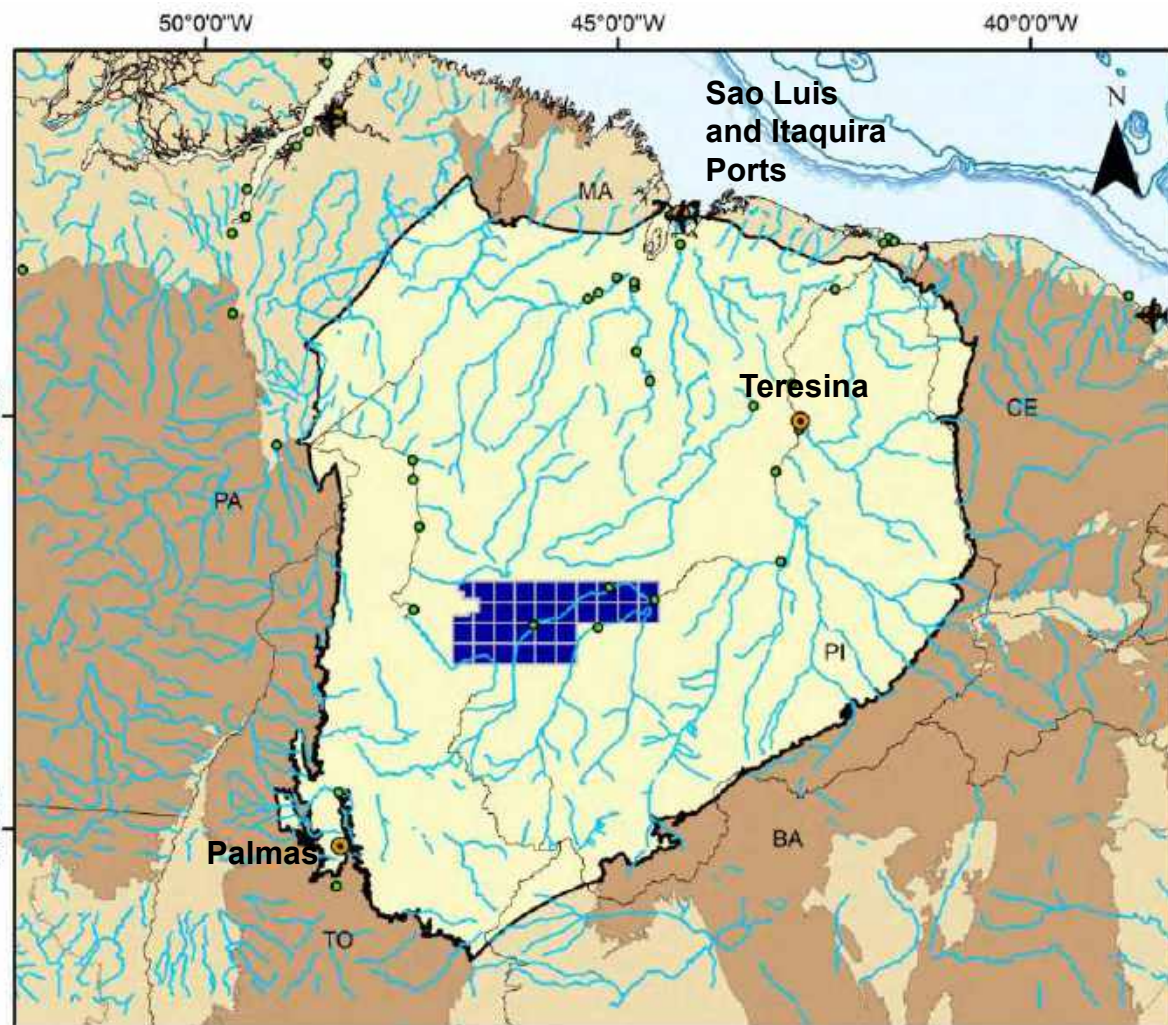 50°0'0"W
45°0'0"W
40°0'0"W
Sao Luis
and Itaquira
Ports
N
MA
Teresina
CE
PA
PI
Palmas
BA
TO